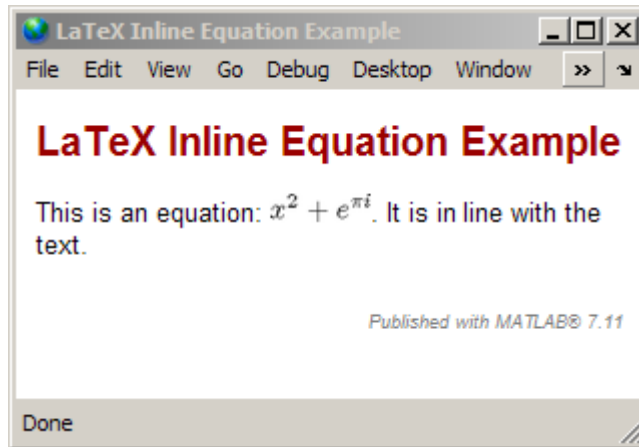 LaTeX Inline Equation Example
File Edit View Go Debug Desktop Window »
LaTeX Inline Equation Example
This is an equation: x² + e^{πi}. It is in line with the
text.
Published with MATLAB® 7.11
Done